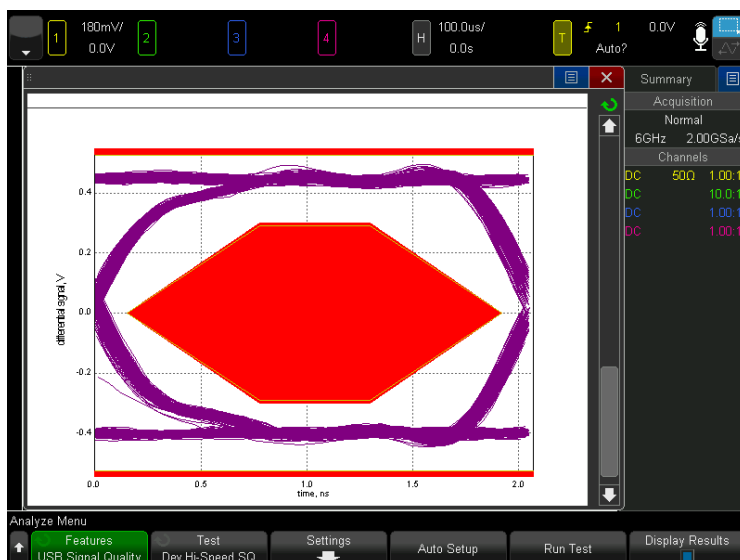 1 180mV/ 0.0V 2 3 4 H 100.0us/ 0.0s T 1 0.0V Auto?
Summary
Acquisition
Normal
6GHz 2.00GSa/s
Channels
DC 50Ω 1.00:1
DC 10.0:1
DC 1.00:1
DC 1.00:1
differential signal, V
0.4
0.2
0.0
-0.2
-0.4
0.0 0.5 1.0 1.5 2.0
time, ns
Analyze Menu
Features
USB Signal Quality
Test
Dev Hi-Speed SQ
Settings
Auto Setup
Run Test
Display Results